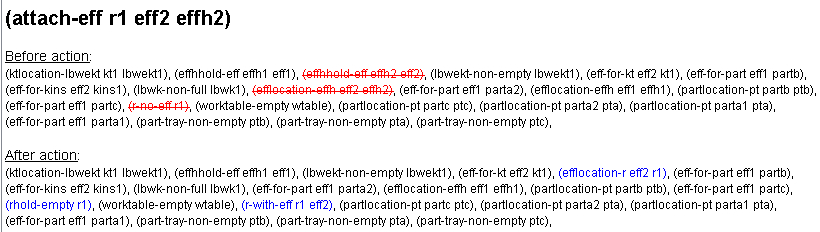 (attach-eff r1 eff2 effh2)
Before action:
(ktlocation-lbwekt kt1 lbwekt1), (effhhold-eff effh1 eff1), (effhhold-eff effh2 eff2), (lbwekt-non-empty lbwekt1), (eff-for-kt eff2 kt1), (eff-for-part eff1 partb),
(eff-for-kins eff2 kins1), (lbwk-non-full lbwk1), (efflocation-effh eff2 effh2), (eff-for-part eff1 parta2), (efflocation-effh eff1 effh1), (partlocation-pt partb ptb),
(eff-for-part eff1 partc), (r-no-eff r1), (worktable-empty wtable), (partlocation-pt partc ptc), (partlocation-pt parta2 pta), (partlocation-pt parta1 pta),
(eff-for-part eff1 parta1), (part-tray-non-empty ptb), (part-tray-non-empty pta), (part-tray-non-empty ptc),
After action:
(ktlocation-lbwekt kt1 lbwekt1), (effhhold-eff effh1 eff1), (lbwekt-non-empty lbwekt1), (eff-for-kt eff2 kt1), (efflocation-r eff2 r1), (eff-for-part eff1 partb),
(eff-for-kins eff2 kins1), (lbwk-non-full lbwk1), (eff-for-part eff1 parta2), (efflocation-effh eff1 effh1), (partlocation-pt partb ptb), (eff-for-part eff1 partc),
(rhold-empty r1), (worktable-empty wtable), (r-with-eff r1 eff2), (partlocation-pt partc ptc), (partlocation-pt parta2 pta), (partlocation-pt parta1 pta),
(eff-for-part eff1 parta1), (part-tray-non-empty ptb), (part-tray-non-empty pta), (part-tray-non-empty ptc),